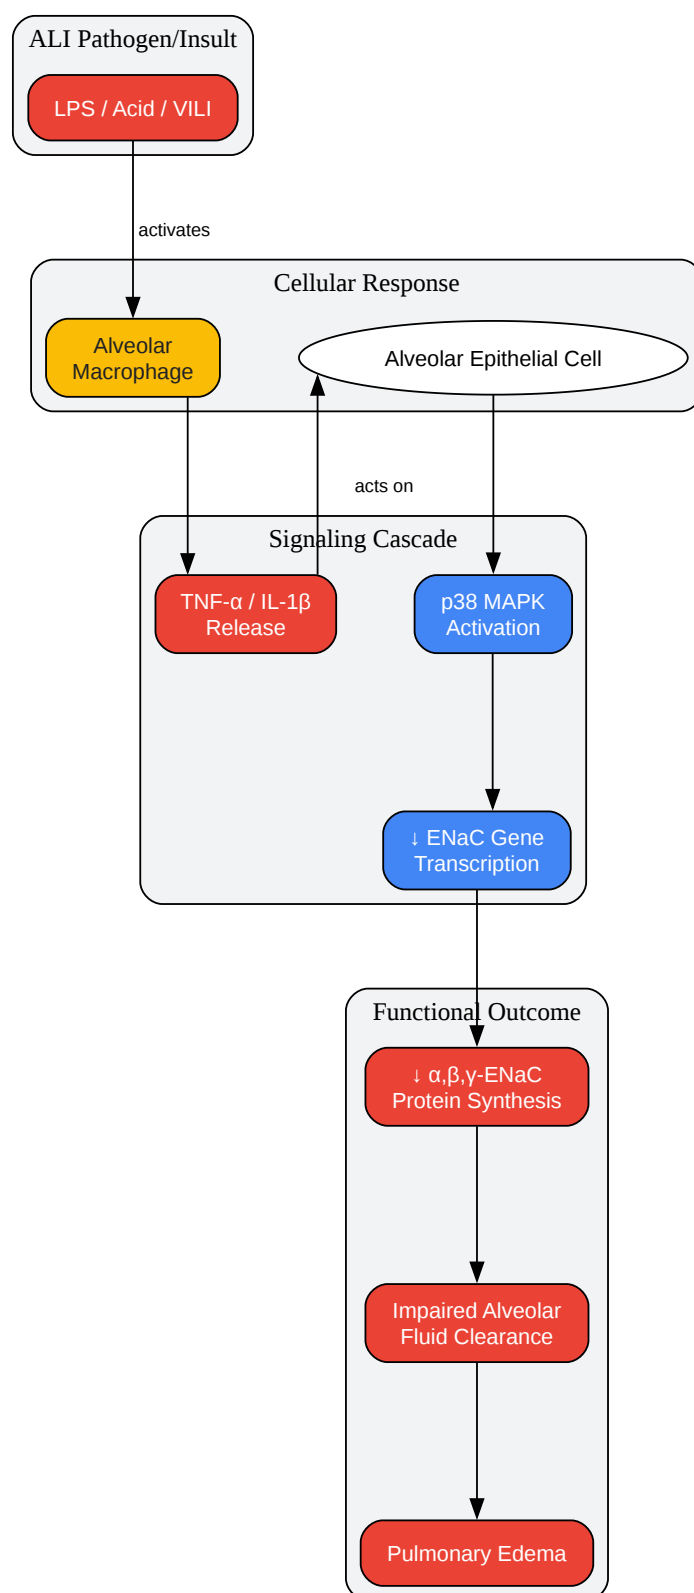 ALI Pathogen/Insult
LPS / Acid / VILI
activates
Cellular Response
Alveolar
Macrophage
Alveolar Epithelial Cell
acts on
Signaling Cascade
TNF-α / IL-1β
Release
p38 MAPK
Activation
↓ ENaC Gene
Transcription
Functional Outcome
↓ α,β,γ-ENaC
Protein Synthesis
Impaired Alveolar
Fluid Clearance
Pulmonary Edema